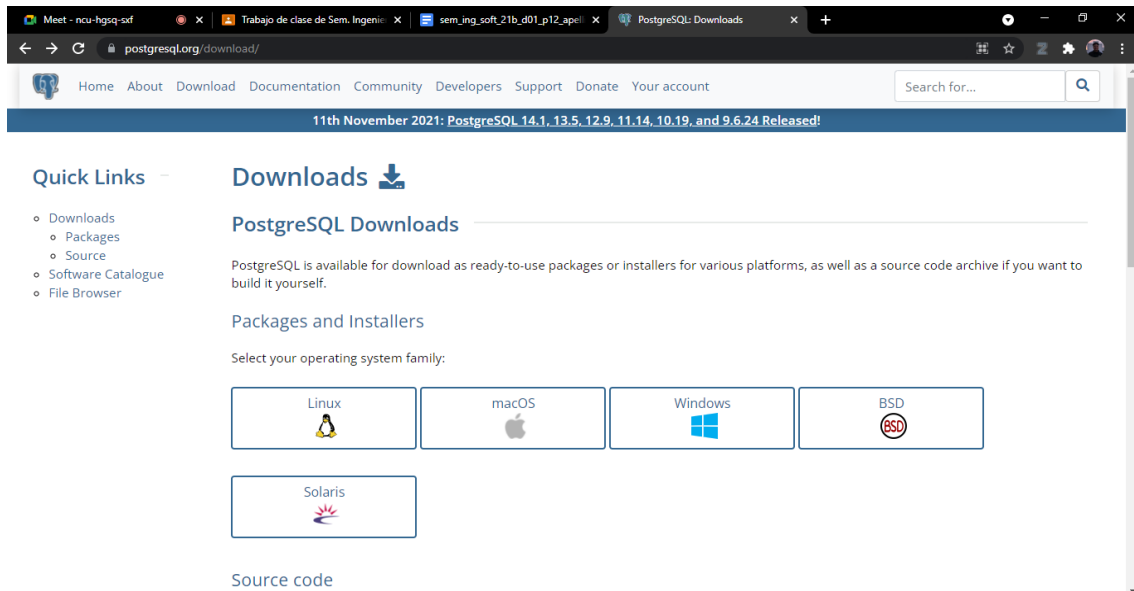 Meet - ncu-hgsq-sxf
Trabajo de clase de Sem. Ingenie
sem_ing_soft_21b_d01_p12_apell
PostgreSQL: Downloads
postgresql.org/download/
Home About Download Documentation Community Developers Support Donate Your account
Search for...
11th November 2021: PostgreSQL 14.1, 13.5, 12.9, 11.14, 10.19, and 9.6.24 Released!
Quick Links
Downloads
Packages
Source
Software Catalogue
File Browser
Downloads
PostgreSQL Downloads
PostgreSQL is available for download as ready-to-use packages or installers for various platforms, as well as a source code archive if you want to
build it yourself.
Packages and Installers
Select your operating system family:
Linux
macOS
Windows
BSD
BSD
Solaris
Source code